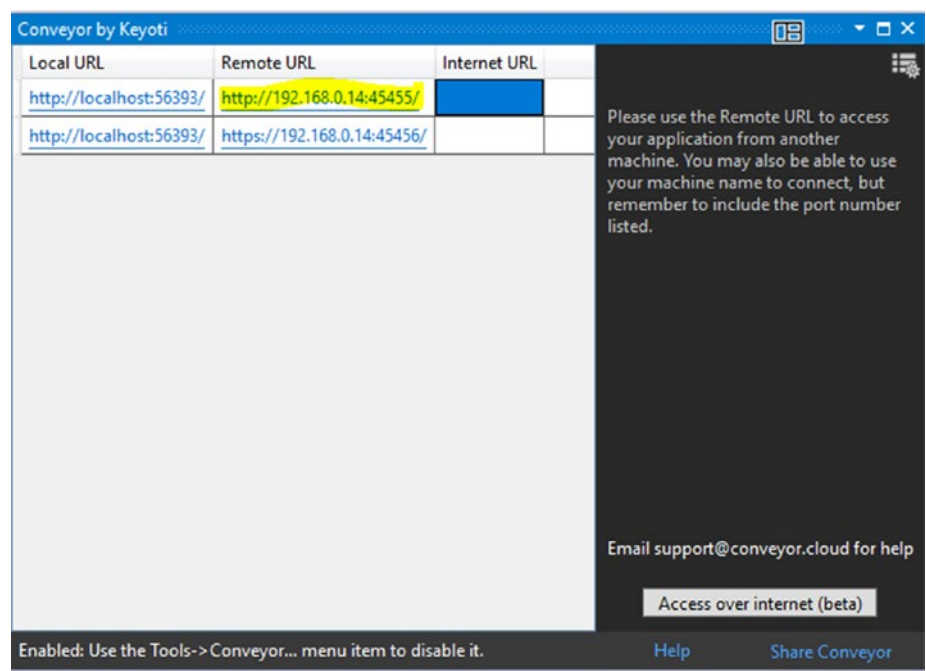 Conveyor by Keyoti
Local URL Remote URL Internet URL
http://localhost:56393/ http://192.168.0.14:45455/
http://localhost:56393/ https://192.168.0.14:45456/
Please use the Remote URL to access
your application from another
machine. You may also be able to use
your machine name to connect, but
remember to include the port number
listed.
Email support@conveyor.cloud for help
Access over internet (beta)
Enabled: Use the Tools->Conveyor... menu item to disable it.
Help Share Conveyor